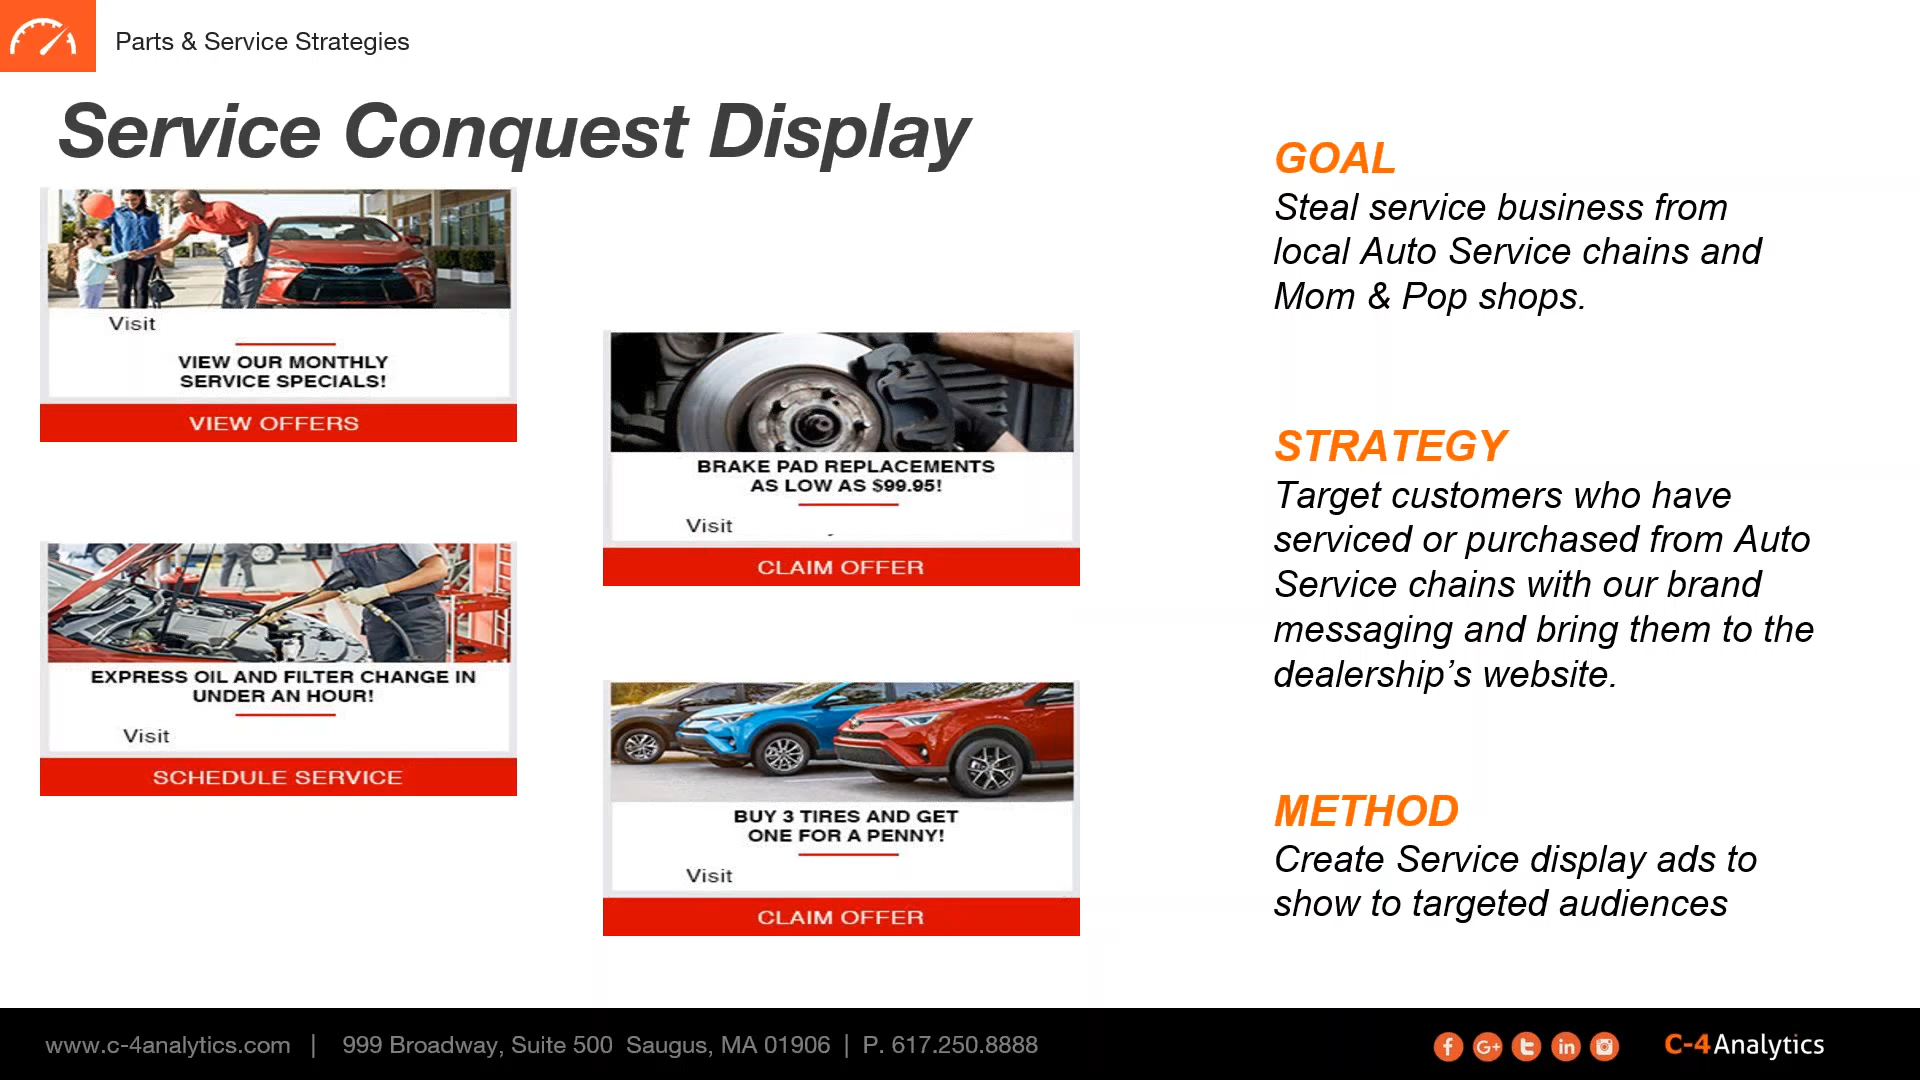 Parts & Service Strategies
Service Conquest Display
Visit
VIEW OUR MONTHLY
SERVICE SPECIALS!
VIEW OFFERS
BRAKE PAD REPLACEMENTS
AS LOW AS $99.95!
Visit
CLAIM OFFER
EXPRESS OIL AND FILTER CHANGE IN
UNDER AN HOUR!
Visit
SCHEDULE SERVICE
BUY 3 TIRES AND GET
ONE FOR A PENNY!
Visit
CLAIM OFFER
GOAL
Steal service business from
local Auto Service chains and
Mom & Pop shops.
STRATEGY
Target customers who have
serviced or purchased from Auto
Service chains with our brand
messaging and bring them to the
dealership’s website.
METHOD
Create Service display ads to
show to targeted audiences
www.c-4analytics.com | 999 Broadway, Suite 500 Saugus, MA 01906 | P. 617.250.8888
C-4 Analytics